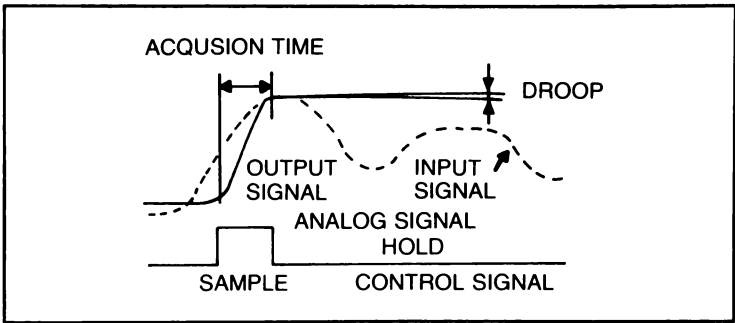 ACQUSION TIME
DROOP
OUTPUT
SIGNAL
INPUT
SIGNAL
ANALOG SIGNAL
HOLD
SAMPLE
CONTROL SIGNAL